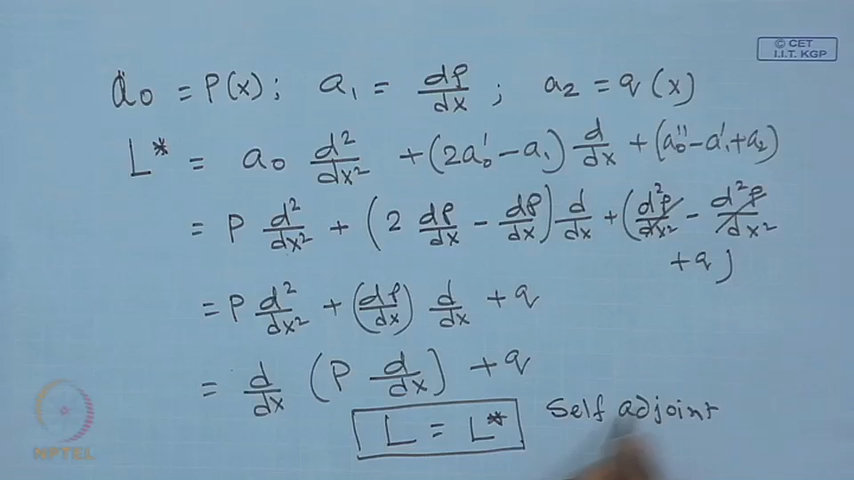 © CET
I.I.T. KGP
a₀ = P(x); a₁ = dp/dx ; a₂ = q(x)
L* = a₀ d²/dx² + (2a₀' - a₁) d/dx + (a₀'' - a₁' + a₂)
= P d²/dx² + (2 dp/dx - dp/dx) d/dx + (d²p/dx² - d²p/dx²
+ q)
= P d²/dx² + (dp/dx) d/dx + q
= d/dx (P d/dx) + q
L = L* Self adjoint
NPTEL